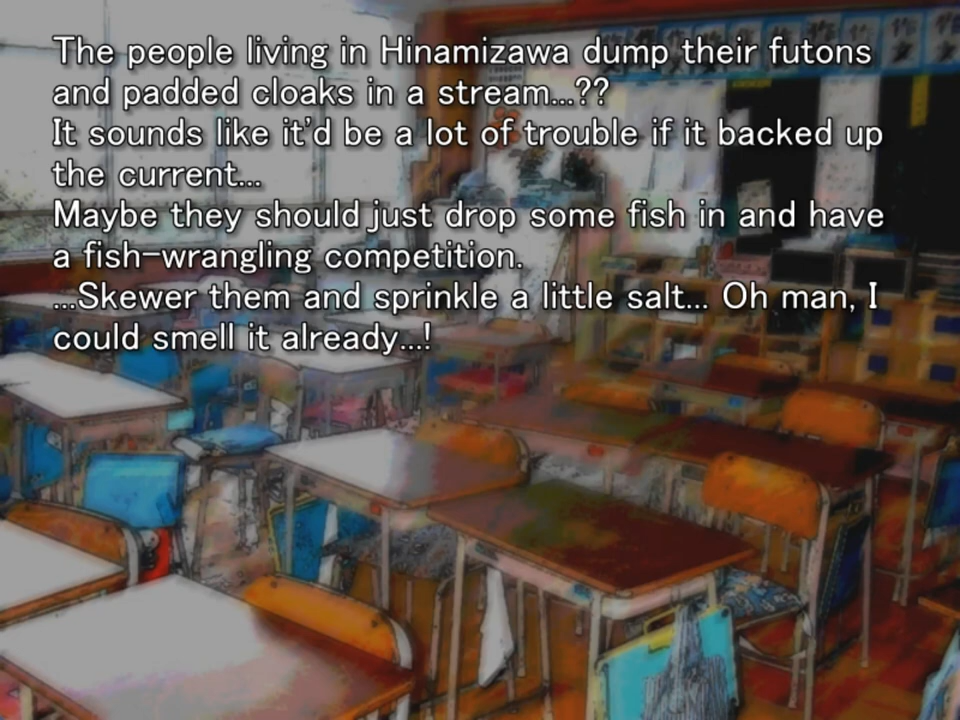 The people living in Hinamizawa dump their futons
and padded cloaks in a stream...??
It sounds like it'd be a lot of trouble if it backed up
the current...
Maybe they should just drop some fish in and have
a fish-wrangling competition.
...Skewer them and sprinkle a little salt... Oh man, I
could smell it already...!